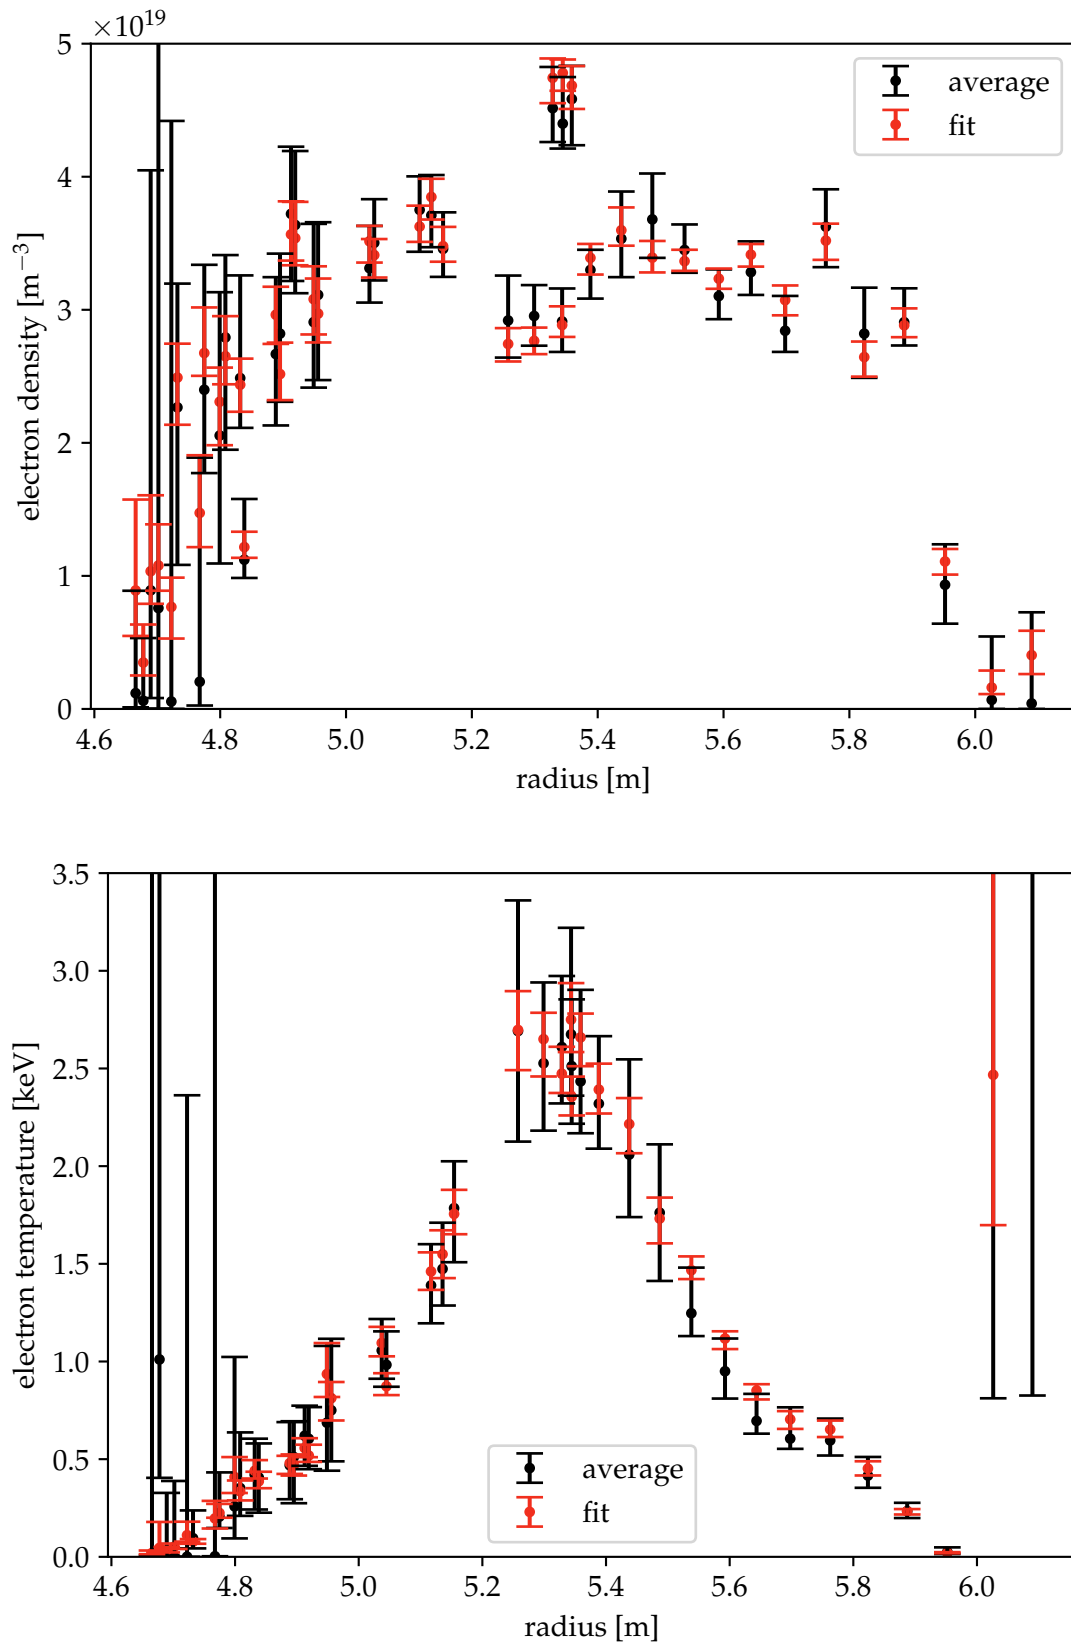 ×10¹⁹
5
4
3
2
1
0
electron density [m⁻³]
average
fit
4.6 4.8 5.0 5.2 5.4 5.6 5.8 6.0
radius [m]
3.5
3.0
2.5
2.0
1.5
1.0
0.5
0.0
electron temperature [keV]
average
fit
4.6 4.8 5.0 5.2 5.4 5.6 5.8 6.0
radius [m]